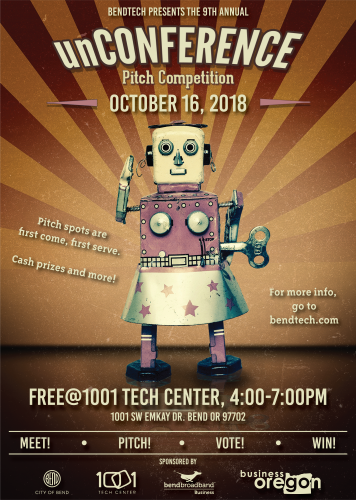 BENDTECH PRESENTS THE 9TH ANNUAL
unCONFERENCE
Pitch Competition
OCTOBER 16, 2018
Pitch spots are
first come, first serve.
Cash prizes and more!
For more info,
go to
bendtech.com
FREE@1001 TECH CENTER, 4:00-7:00PM
1001 SW EMKAY DR. BEND OR 97702
MEET! • PITCH! • VOTE! • WIN!
SPONSORED BY
BEND
CITY OF BEND
1001
TECH CENTER
bendbroadband
Business
business
oregon